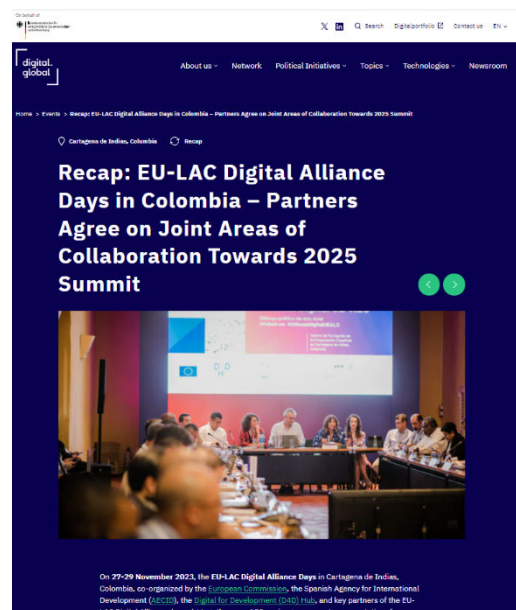 On behalf of
Search
Digitalportfolio
Contact us
EN
digital.
global
About us
Network
Political Initiatives
Topics
Technologies
Newsroom
Home > Events > Recap: EU-LAC Digital Alliance Days in Colombia – Partners Agree on Joint Areas of Collaboration Towards 2025 Summit
Cartagena de Indias, Colombia
Recap
Recap: EU-LAC Digital Alliance
Days in Colombia – Partners
Agree on Joint Areas of
Collaboration Towards 2025
Summit
On 27-29 November 2023, the EU-LAC Digital Alliance Days in Cartagena de Indias,
Colombia, co-organized by the European Commission, the Spanish Agency for International
Development (AECID), the Digital for Development (D4D) Hub, and key partners of the EU-